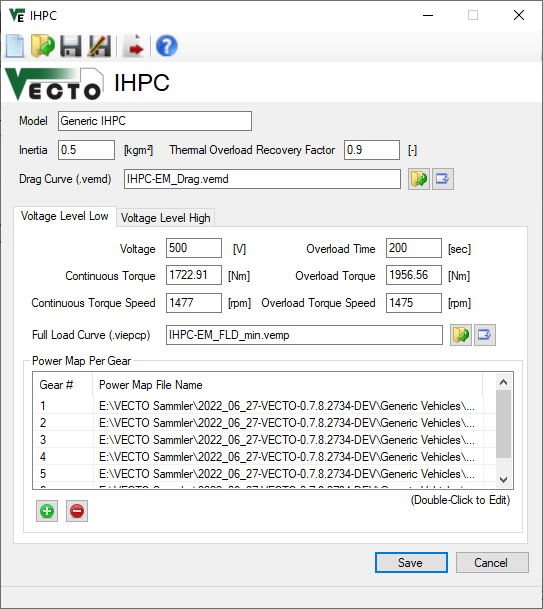 VE IHPC
VECTO IHPC
Model Generic IHPC
Inertia 0.5 [kgm²] Thermal Overload Recovery Factor 0.9 [-]
Drag Curve (.vemd) IHPC-EM_Drag.vemd
Voltage Level Low Voltage Level High
Voltage 500 [V] Overload Time 200 [sec]
Continuous Torque 1722.91 [Nm] Overload Torque 1956.56 [Nm]
Continuous Torque Speed 1477 [rpm] Overload Torque Speed 1475 [rpm]
Full Load Curve (.viepcp) IHPC-EM_FLD_min.vemp
Power Map Per Gear
Gear # Power Map File Name
1 E:\VECTO Sammler\2022_06_27-VECTO-0.7.8.2734-DEV\Generic Vehicles\...
2 E:\VECTO Sammler\2022_06_27-VECTO-0.7.8.2734-DEV\Generic Vehicles\...
3 E:\VECTO Sammler\2022_06_27-VECTO-0.7.8.2734-DEV\Generic Vehicles\...
4 E:\VECTO Sammler\2022_06_27-VECTO-0.7.8.2734-DEV\Generic Vehicles\...
5 E:\VECTO Sammler\2022_06_27-VECTO-0.7.8.2734-DEV\Generic Vehicles\...
(Double-Click to Edit)
Save Cancel